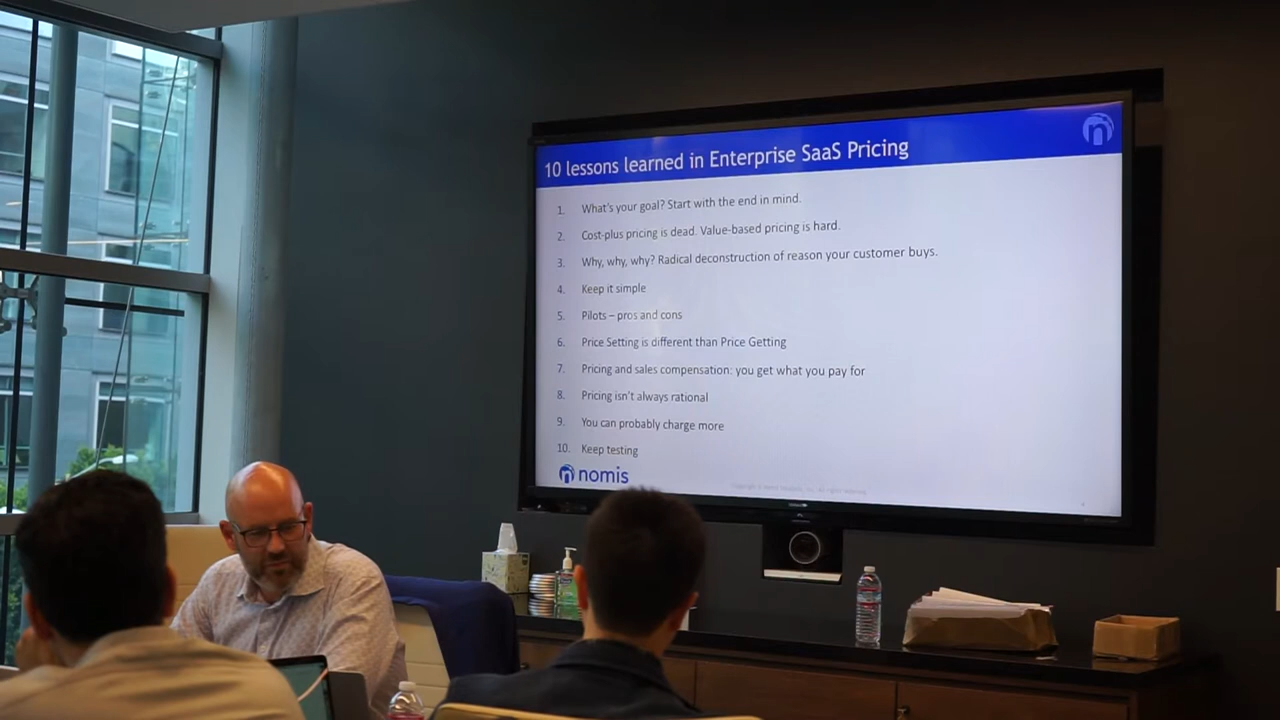 10 lessons learned in Enterprise SaaS Pricing
1. What's your goal? Start with the end in mind.
2. Cost-plus pricing is dead. Value-based pricing is hard.
3. Why, why, why? Radical deconstruction of reason your customer buys.
4. Keep it simple
5. Pilots – pros and cons
6. Price Setting is different than Price Getting
7. Pricing and sales compensation: you get what you pay for
8. Pricing isn't always rational
9. You can probably charge more
10. Keep testing
nomis